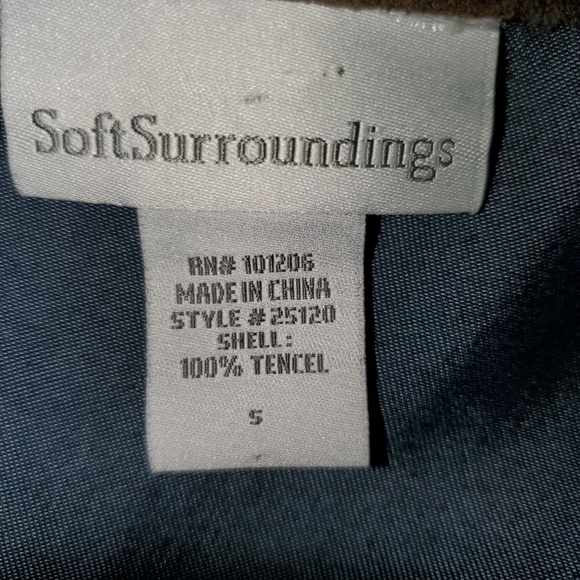 SoftSurroundings
RN# 101206
MADE IN CHINA
STYLE # 25120
SHELL:
100% TENCEL
S